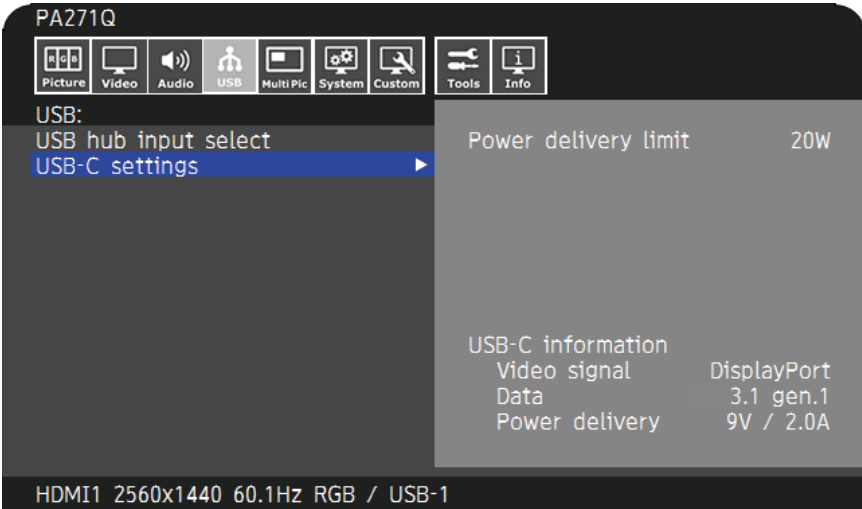 PA271Q
R G B
Picture Video Audio USB Multi Pic System Custom Tools Info
USB:
USB hub input select
USB-C settings
Power delivery limit 20W
USB-C information
Video signal DisplayPort
Data 3.1 gen.1
Power delivery 9V / 2.0A
HDMI1 2560x1440 60.1Hz RGB / USB-1